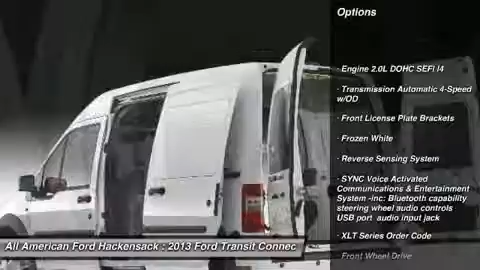 Options
· Engine 2.0L DOHC SEFI I4
· Transmission Automatic 4-Speed
w/OD
· Front License Plate Brackets
· Frozen White
· Reverse Sensing System
· SYNC Voice Activated
Communications & Entertainment
System -inc: Bluetooth capability
steering wheel audio controls
USB port  audio input jack
· XLT Series Order Code
· Front Wheel Drive
All American Ford Hackensack : 2013 Ford Transit Connec